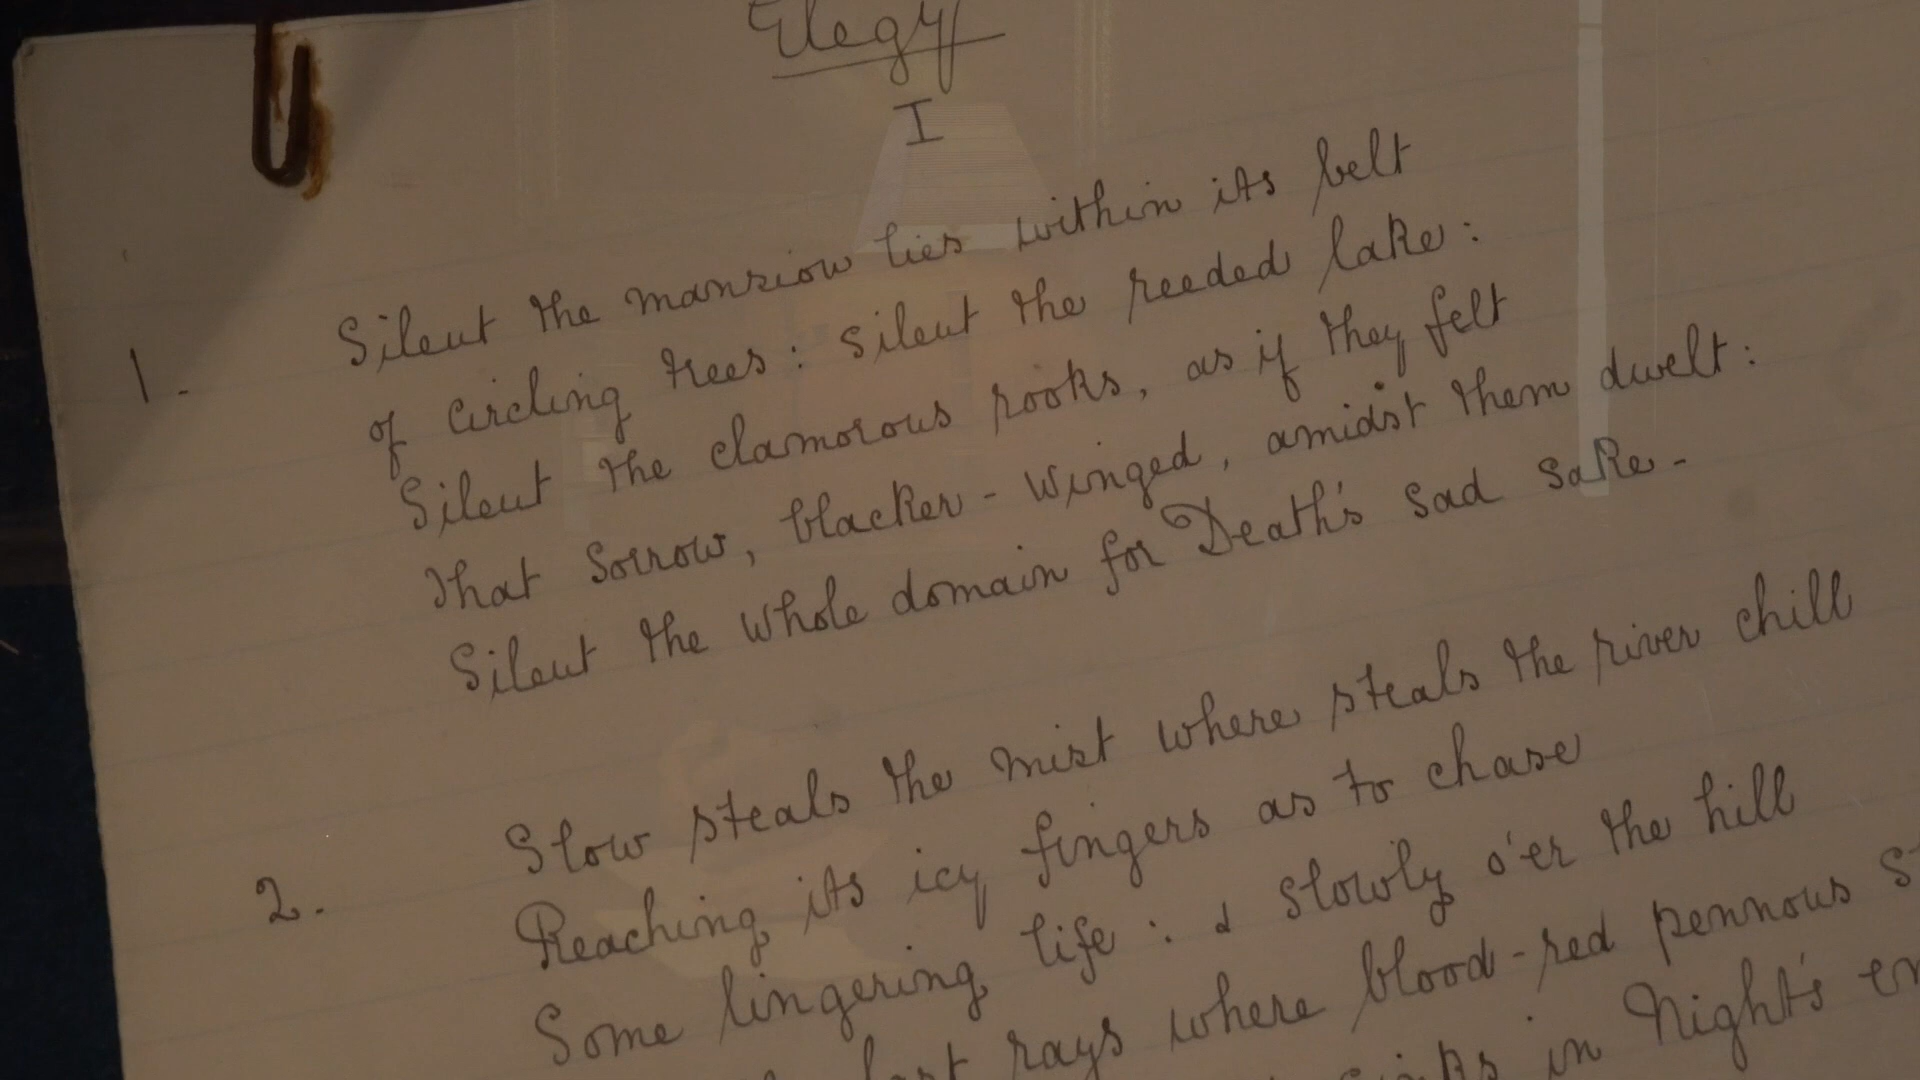 Elegy
I
1. Silent the mansion lies within its belt
of circling trees: silent the reeded lake:
Silent the clamorous rooks, as if they felt
That Sorrow, blacker-winged, amidst them dwelt:
Silent the whole domain for Death's sad sake-
2. Slow steals the mist where steals the river chill
Reaching its icy fingers as to chase
Some lingering life: & slowly o'er the hill
last rays where blood-red pennons
in Night's